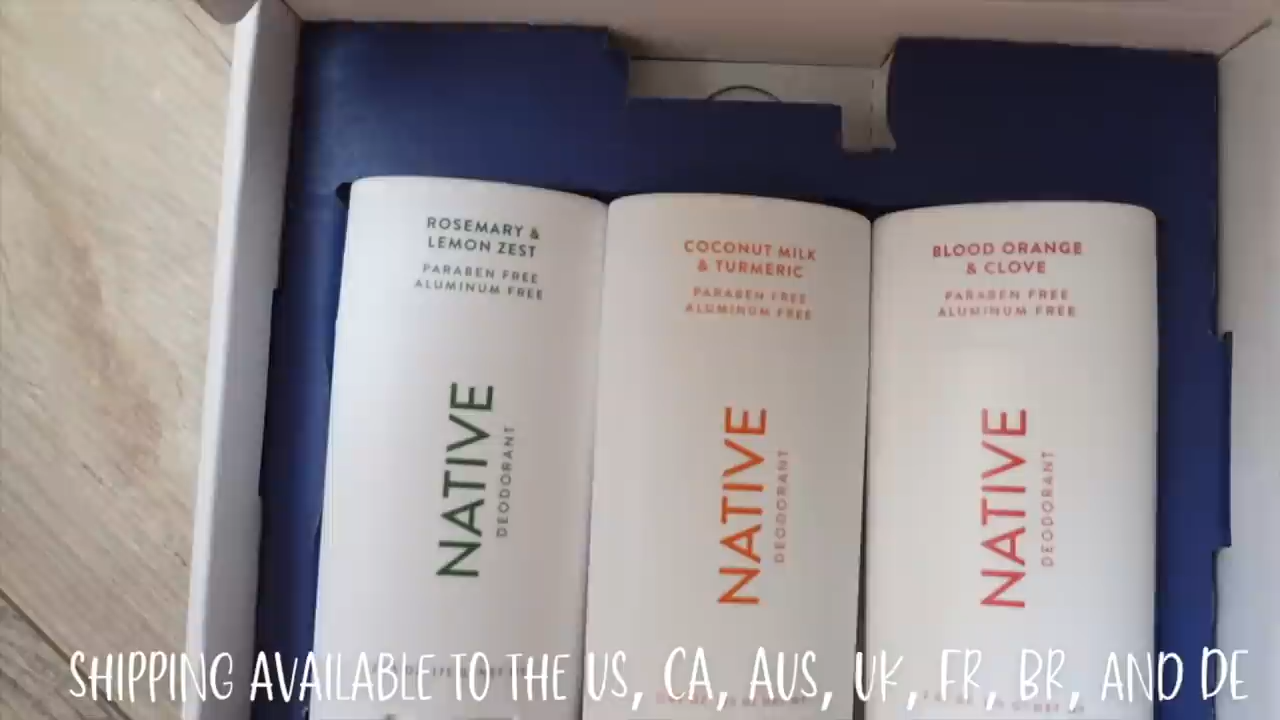 ROSEMARY &
LEMON ZEST
PARABEN FREE
ALUMINUM FREE
NATIVE
DEODORANT
COCONUT MILK
& TURMERIC
PARABEN FREE
ALUMINUM FREE
NATIVE
DEODORANT
BLOOD ORANGE
& CLOVE
PARABEN FREE
ALUMINUM FREE
NATIVE
DEODORANT
SHIPPING AVAILABLE TO THE US, CA, AUS, UK, FR, BR, AND DE